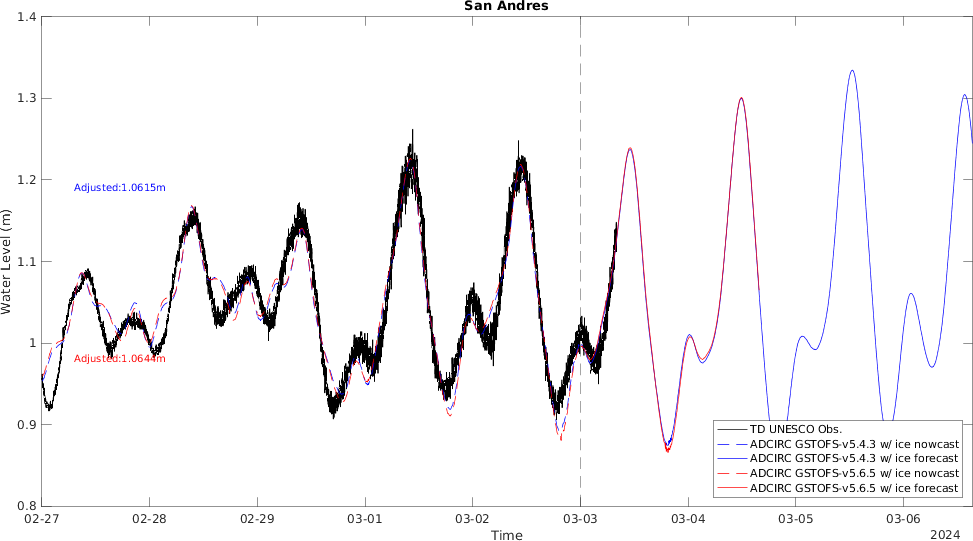 San Andres
1.4
1.3
1.2
1.1
1
0.9
0.8
Water Level (m)
Adjusted:1.0615m
Adjusted:1.0644m
TD UNESCO Obs.
ADCIRC GSTOFS-v5.4.3 w/ ice nowcast
ADCIRC GSTOFS-v5.4.3 w/ ice forecast
ADCIRC GSTOFS-v5.6.5 w/ ice nowcast
ADCIRC GSTOFS-v5.6.5 w/ ice forecast
02-27 02-28 02-29 03-01 03-02 03-03 03-04 03-05 03-06
Time
2024